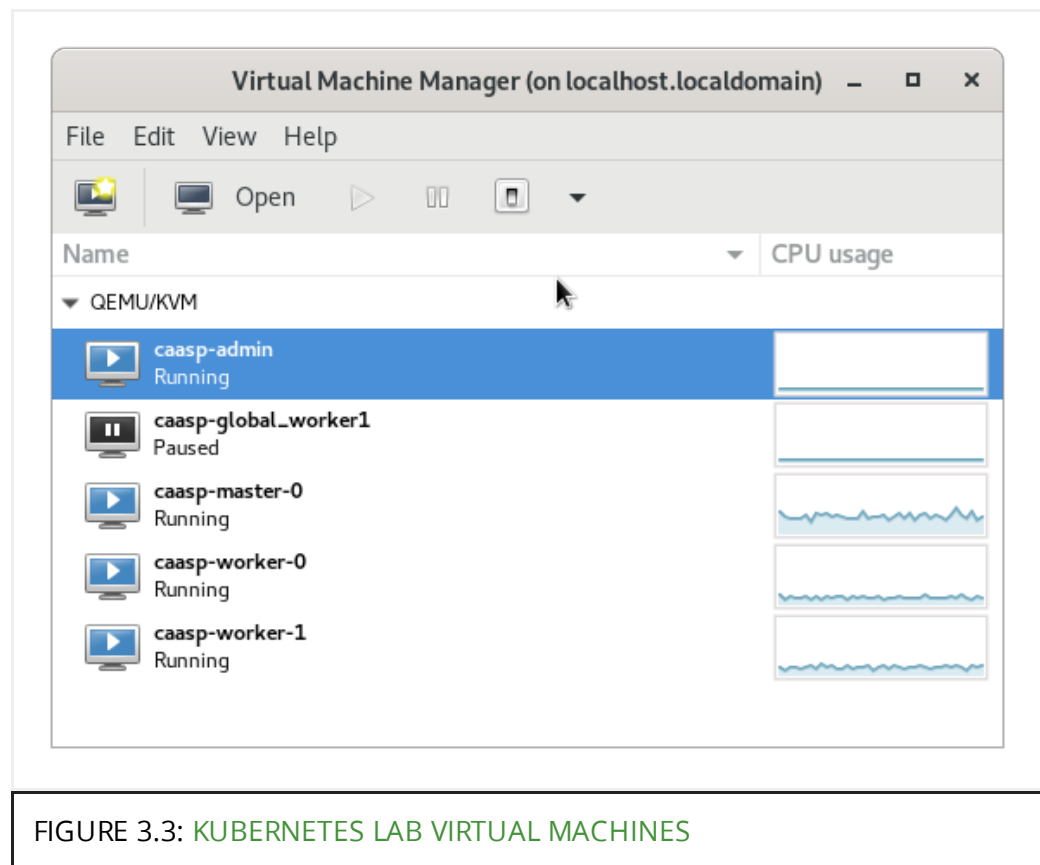 Virtual Machine Manager (on localhost.localdomain)
File Edit View Help
Open
Name CPU usage
QEMU/KVM
caasp-admin
Running
caasp-global_worker1
Paused
caasp-master-0
Running
caasp-worker-0
Running
caasp-worker-1
Running
FIGURE 3.3: KUBERNETES LAB VIRTUAL MACHINES